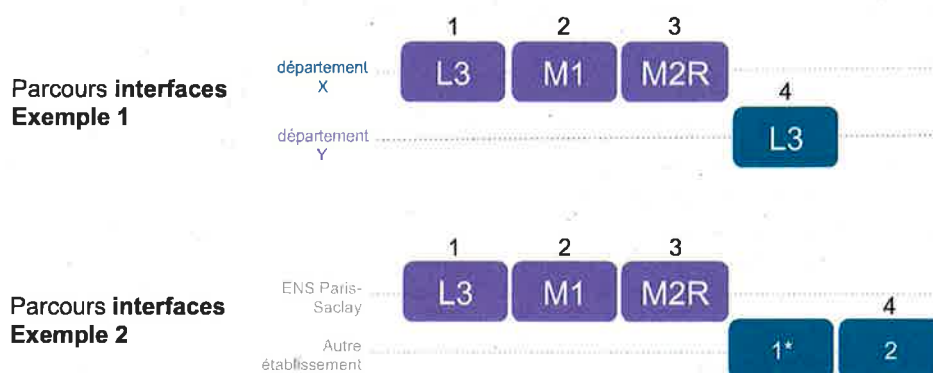 1 2 3
département
X
L3 M1 M2R
Parcours interfaces
Exemple 1
4
département
Y
L3
1 2 3
ENS Paris-
Saclay
L3 M1 M2R
Parcours interfaces
Exemple 2
4
Autre
établissement
1* 2